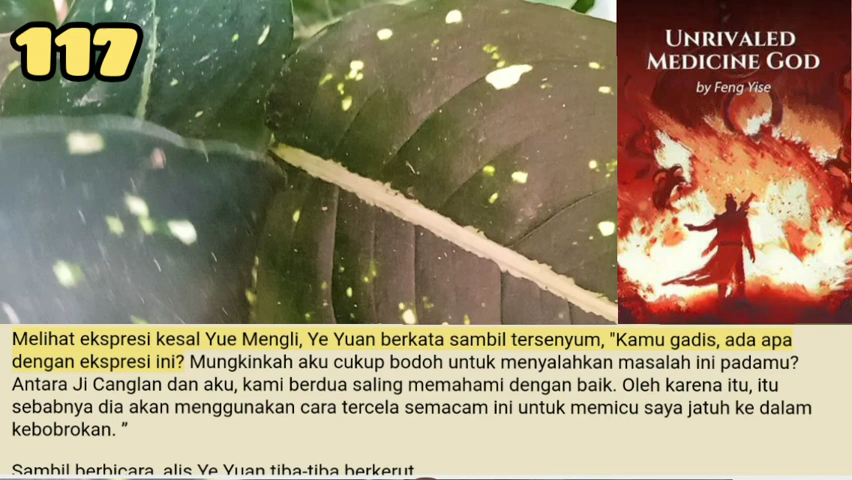 117
UNRIVALED
MEDICINE GOD
by Feng Yise
Melihat ekspresi kesal Yue Mengli, Ye Yuan berkata sambil tersenyum, "Kamu gadis, ada apa
dengan ekspresi ini? Mungkinkah aku cukup bodoh untuk menyalahkan masalah ini padamu?
Antara Ji Canglan dan aku, kami berdua saling memahami dengan baik. Oleh karena itu, itu
sebabnya dia akan menggunakan cara tercela semacam ini untuk memicu saya jatuh ke dalam
kebobrokan. ”
Sambil berbicara, alis Ye Yuan tiba-tiba berkerut